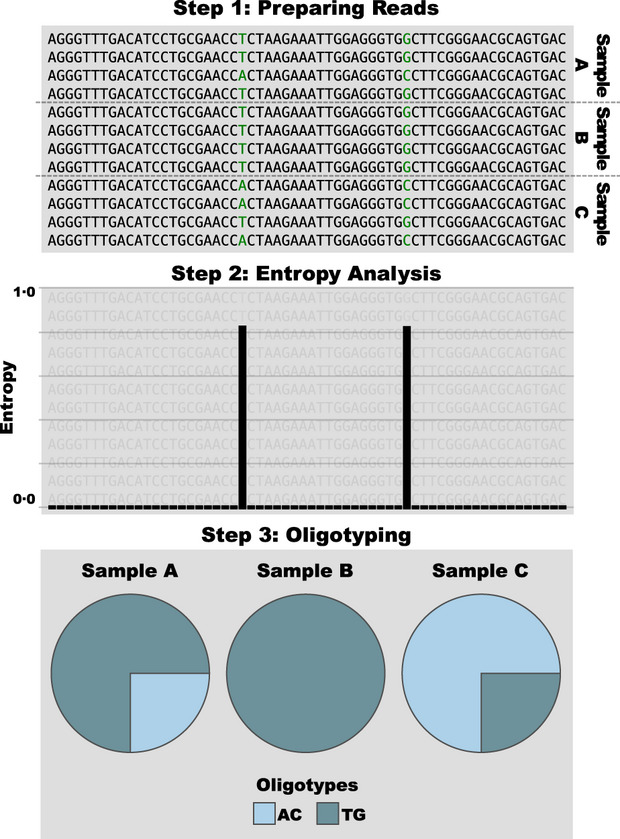 Step 1: Preparing Reads
AGGGTTTGACATCCTGCGAACCTCTAAGAAATTGGAGGGTGGCTTCGGGAACGCAGTGAC
AGGGTTTGACATCCTGCGAACCTCTAAGAAATTGGAGGGTGGCTTCGGGAACGCAGTGAC
AGGGTTTGACATCCTGCGAACCACTAAGAAATTGGAGGGTGCCTTCGGGAACGCAGTGAC
AGGGTTTGACATCCTGCGAACCTCTAAGAAATTGGAGGGTGGCTTCGGGAACGCAGTGAC
Sample A
AGGGTTTGACATCCTGCGAACCTCTAAGAAATTGGAGGGTGGCTTCGGGAACGCAGTGAC
AGGGTTTGACATCCTGCGAACCTCTAAGAAATTGGAGGGTGGCTTCGGGAACGCAGTGAC
AGGGTTTGACATCCTGCGAACCTCTAAGAAATTGGAGGGTGGCTTCGGGAACGCAGTGAC
AGGGTTTGACATCCTGCGAACCTCTAAGAAATTGGAGGGTGGCTTCGGGAACGCAGTGAC
Sample B
AGGGTTTGACATCCTGCGAACCACTAAGAAATTGGAGGGTGCCTTCGGGAACGCAGTGAC
AGGGTTTGACATCCTGCGAACCACTAAGAAATTGGAGGGTGCCTTCGGGAACGCAGTGAC
AGGGTTTGACATCCTGCGAACCTCTAAGAAATTGGAGGGTGGCTTCGGGAACGCAGTGAC
AGGGTTTGACATCCTGCGAACCACTAAGAAATTGGAGGGTGCCTTCGGGAACGCAGTGAC
Sample C
Step 2: Entropy Analysis
1·0
Entropy
0·0
Step 3: Oligotyping
Sample A
Sample B
Sample C
Oligotypes
AC
TG